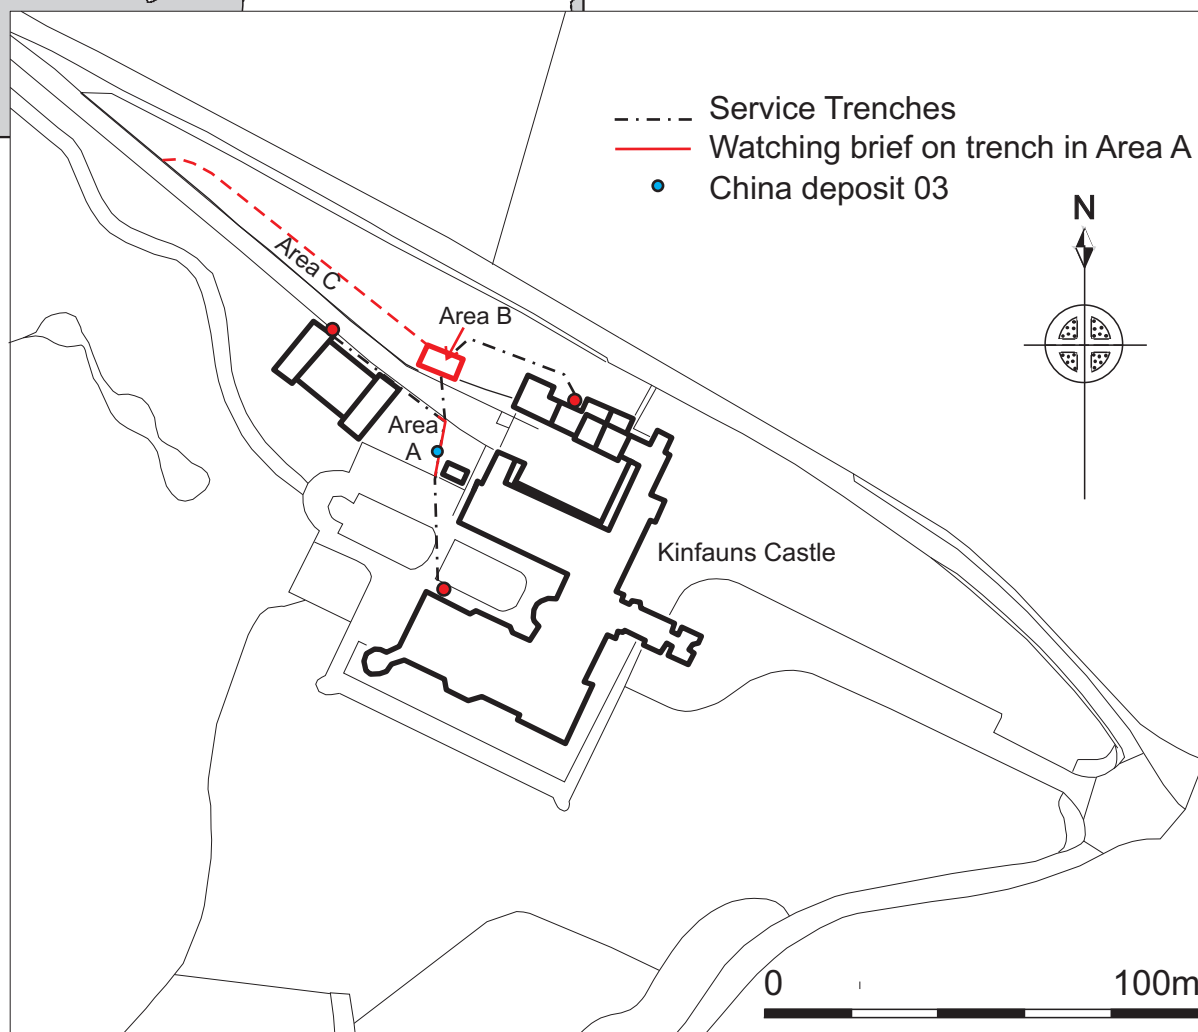 Service Trenches
Watching brief on trench in Area A
China deposit 03
N
Area C
Area B
Area
A
Kinfauns Castle
0 100m